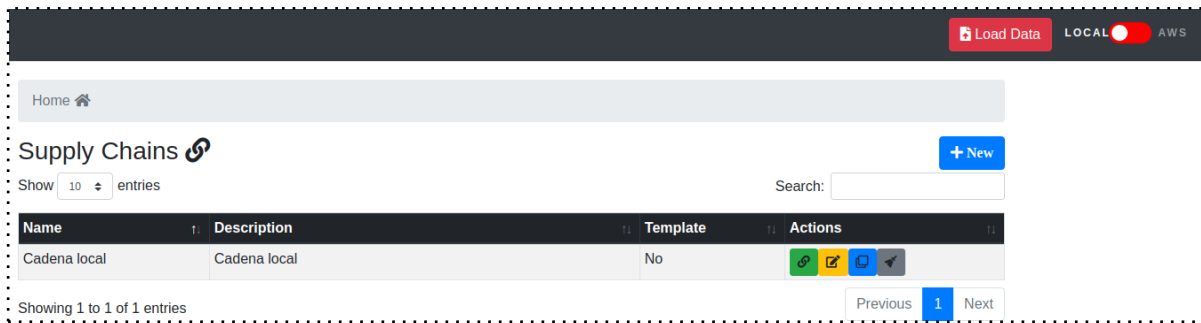 Load Data LOCAL AWS
Home
Supply Chains
+ New
Show 10 entries Search:
Name Description Template Actions
Cadena local Cadena local No
Showing 1 to 1 of 1 entries
Previous 1 Next